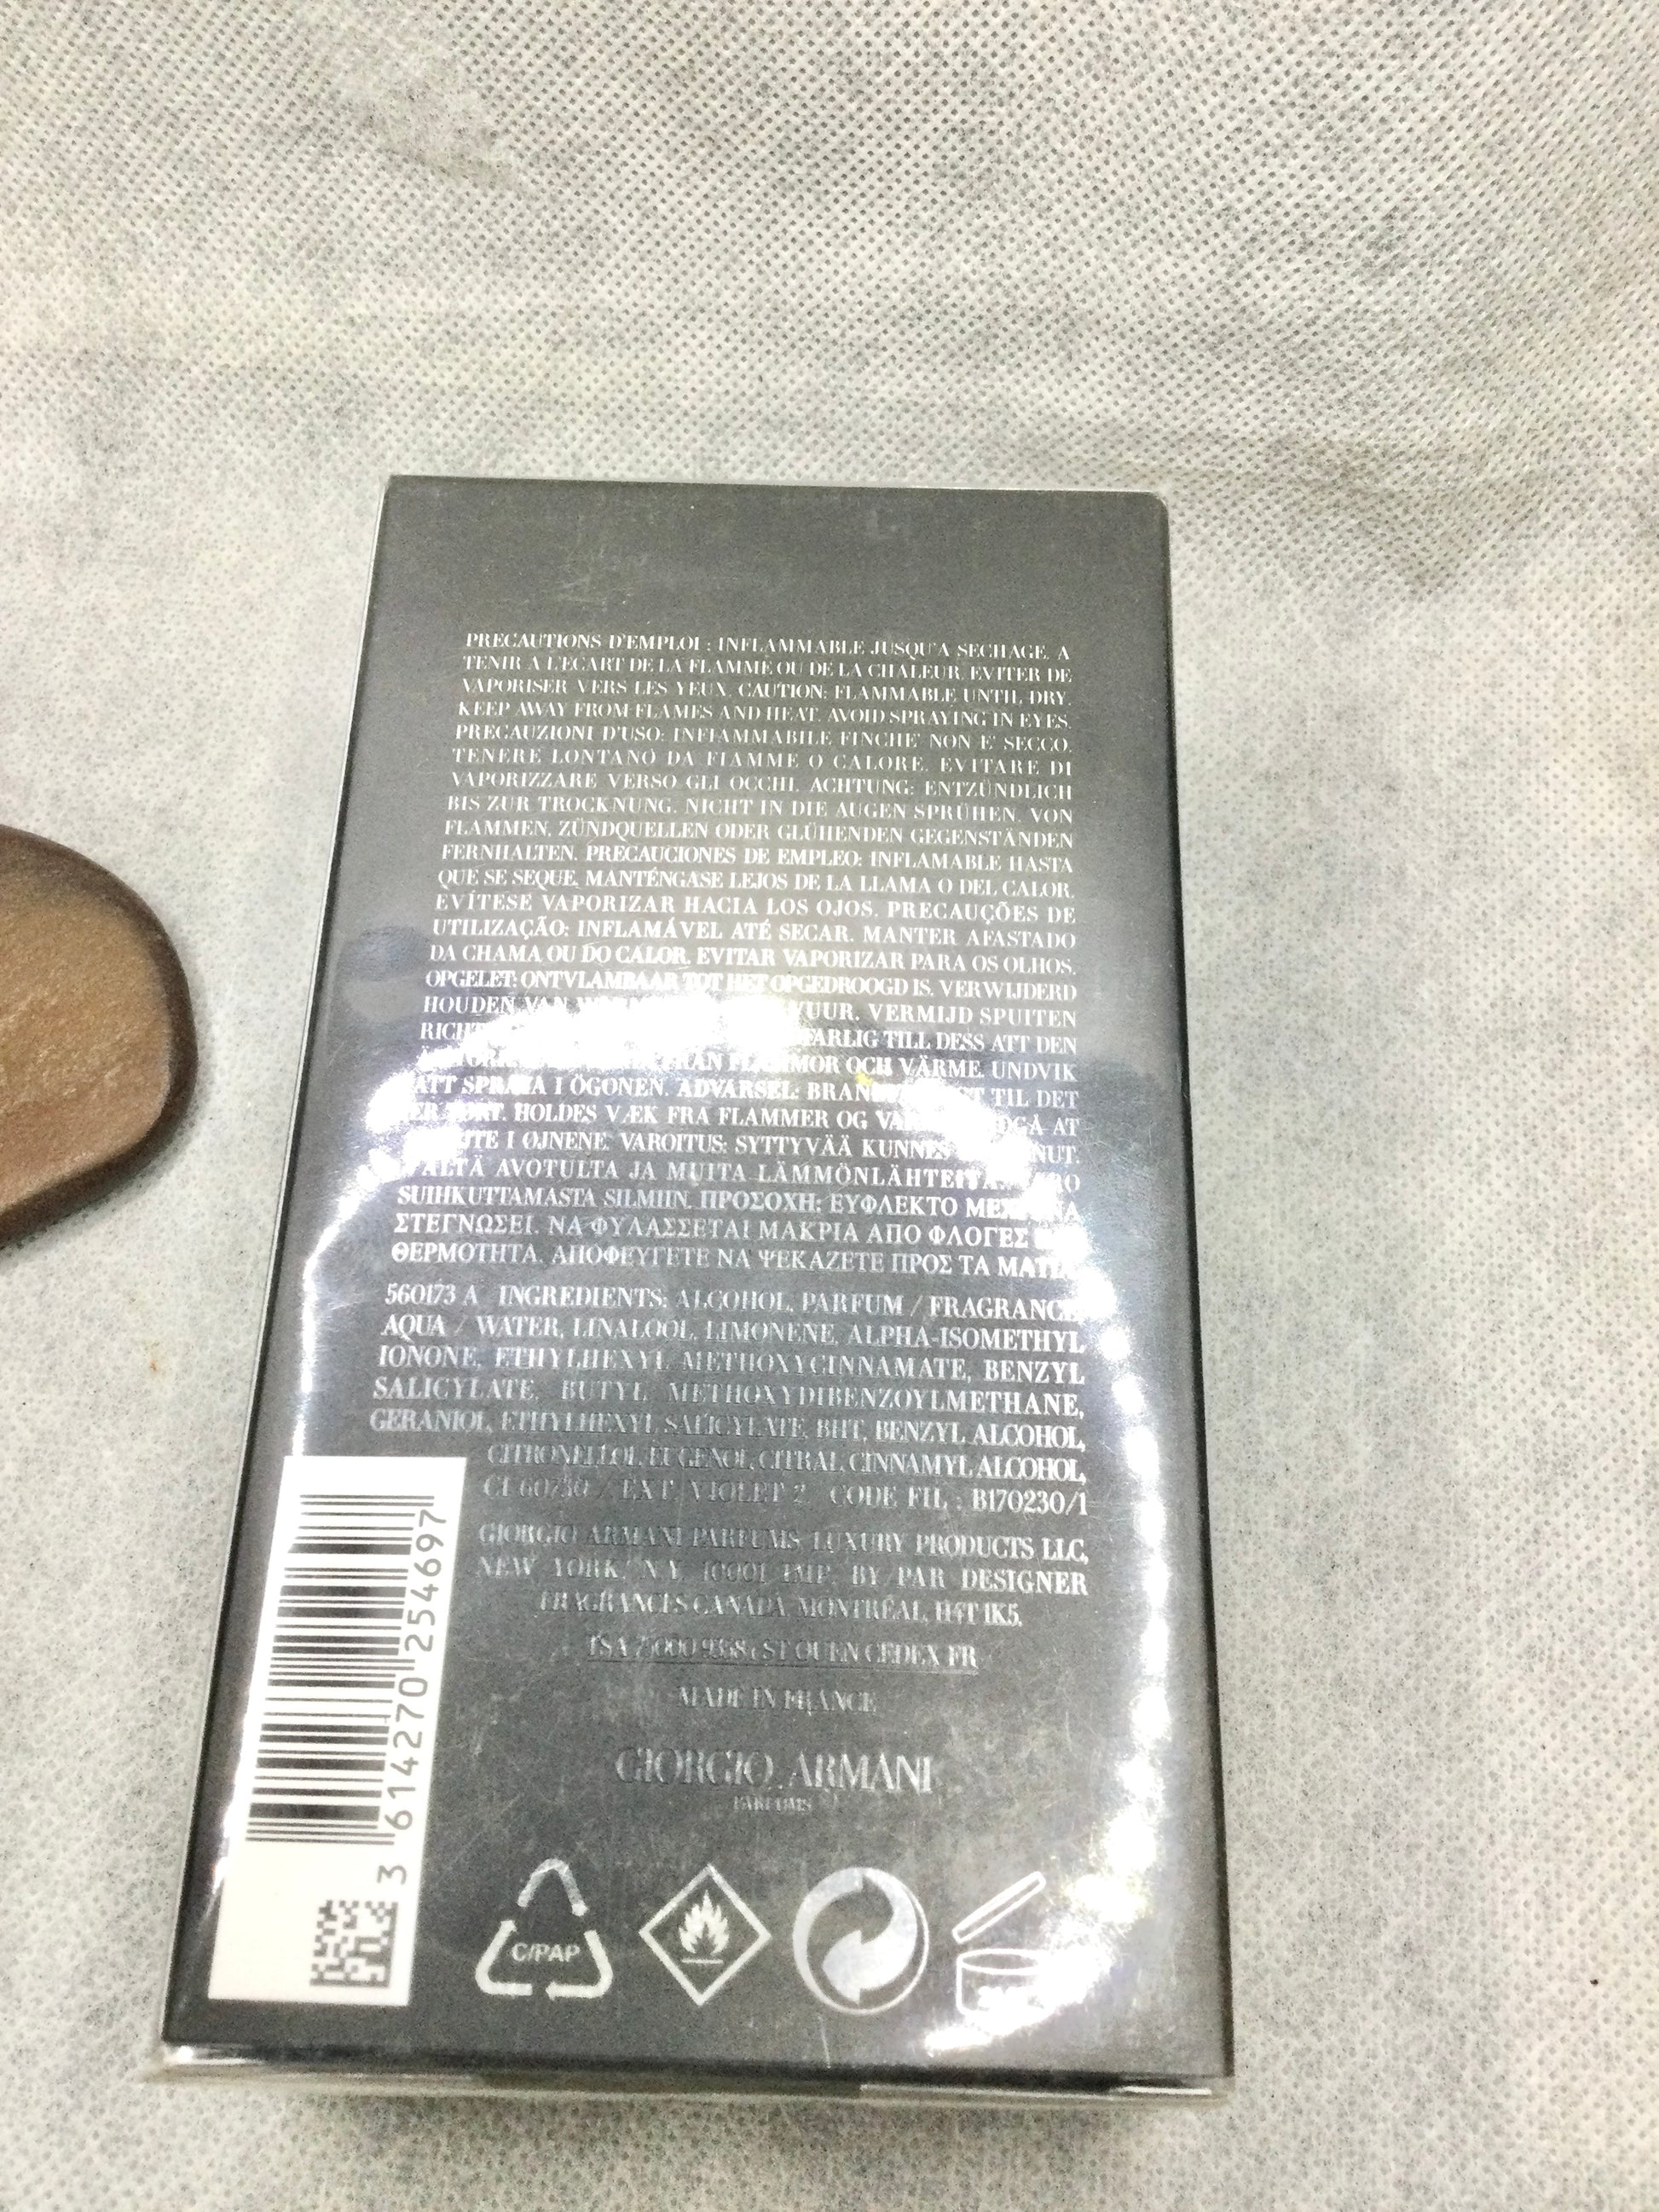 PRECAUTIONS D'EMPLOI : INFLAMMABLE JUSQU'A SECHAGE. A
TENIR A L'ECART DE LA FLAMME OU DE LA CHALEUR. EVITER DE
VAPORISER VERS LES YEUX. CAUTION: FLAMMABLE UNTIL DRY.
KEEP AWAY FROM FLAMES AND HEAT. AVOID SPRAYING IN EYES.
PRECAUZIONI D'USO: INFIAMMABILE FINCHE' NON E' SECCO.
TENERE LONTANO DA FIAMME O CALORE. EVITARE DI
VAPORIZZARE VERSO GLI OCCHI. ACHTUNG: ENTZÜNDLICH
BIS ZUR TROCKNUNG. NICHT IN DIE AUGEN SPRÜHEN. VON
FLAMMEN, ZÜNDQUELLEN ODER GLÜHENDEN GEGENSTÄNDEN
FERNHALTEN. PRECAUCIONES DE EMPLEO: INFLAMABLE HASTA
QUE SE SEQUE. MANTÉNGASE LEJOS DE LA LLAMA O DEL CALOR.
EVÍTESE VAPORIZAR HACIA LOS OJOS. PRECAUÇÕES DE
UTILIZAÇÃO: INFLAMÁVEL ATÉ SECAR. MANTER AFASTADO
DA CHAMA OU DO CALOR. EVITAR VAPORIZAR PARA OS OLHOS.
OPGELET: ONTVLAMBAAR TOT HET OPGEDROOGD IS. VERWIJDERD
HOUDEN VAN VUUR. VERMIJD SPUITEN
TILL DESS ATT DEN
OCH VÄRME. UNDVIK
ATT SPRAYA I ÖGONEN. ADVARSEL: TIL DET
HOLDES VÆK FRA FLAMMER OG AT
I ØJNENE. VAROITUS: SYTTYVÄÄ KUNNES
AVOTULTA JA MUITA LÄMMÖNLÄHTEITÄ.
SUIHKUTTAMASTA SILMIIN. ΠΡΟΣΟΧΗ: ΕΥΦΛΕΚΤΟ
ΣΤΕΓΝΩΣΕΙ. ΝΑ ΦΥΛΑΣΣΕΤΑΙ ΜΑΚΡΙΑ ΑΠΟ ΦΛΟΓΕΣ
ΘΕΡΜΟΤΗΤΑ. ΑΠΟΦΕΥΓΕΤΕ ΝΑ ΨΕΚΑΖΕΤΕ ΠΡΟΣ ΤΑ ΜΑΤΙΑ.
560173 A INGREDIENTS: ALCOHOL, PARFUM / FRAGRANCE,
AQUA / WATER, LINALOOL, LIMONENE, ALPHA-ISOMETHYL
IONONE, ETHYLHEXYL METHOXYCINNAMATE, BENZYL
SALICYLATE, BUTYL METHOXYDIBENZOYLMETHANE,
GERANIOL, ETHYLHEXYL SALICYLATE, BHT, BENZYL ALCOHOL,
CITRONELLOL, EUGENOL, CITRAL, CINNAMYL ALCOHOL,
CI 60730 / EXT. VIOLET 2. CODE FIL : B170230/1
GIORGIO ARMANI PARFUMS, LUXURY PRODUCTS LLC,
NEW YORK, N.Y. 10001 IMP. BY/PAR DESIGNER
FRAGRANCES CANADA, MONTRÉAL, H4T 1K5.
TSA 75000 ST OUEN CEDEX FR
MADE IN FRANCE
GIORGIO ARMANI
PARFUMS
3 614270 254697
C/PAP